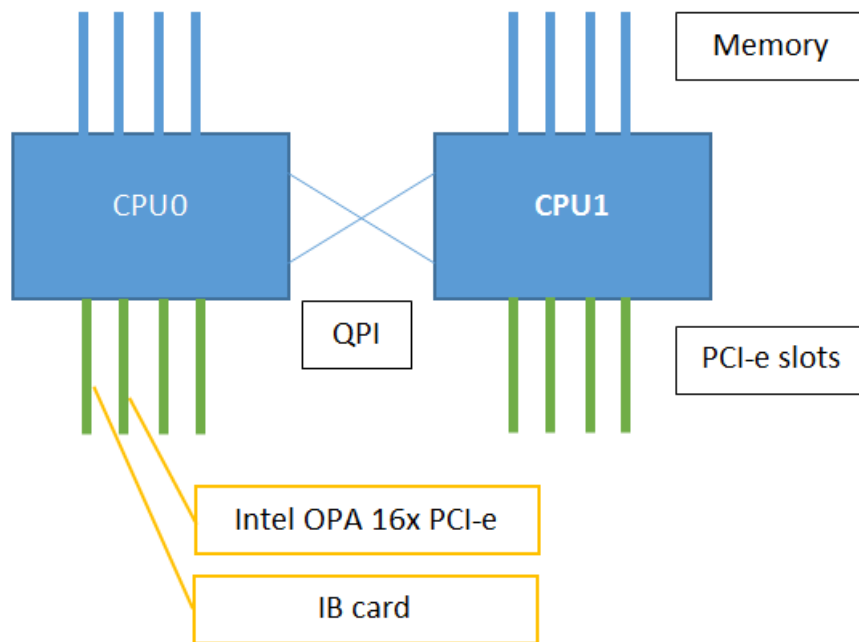 Memory
CPU0
CPU1
QPI
PCI-e slots
Intel OPA 16x PCI-e
IB card